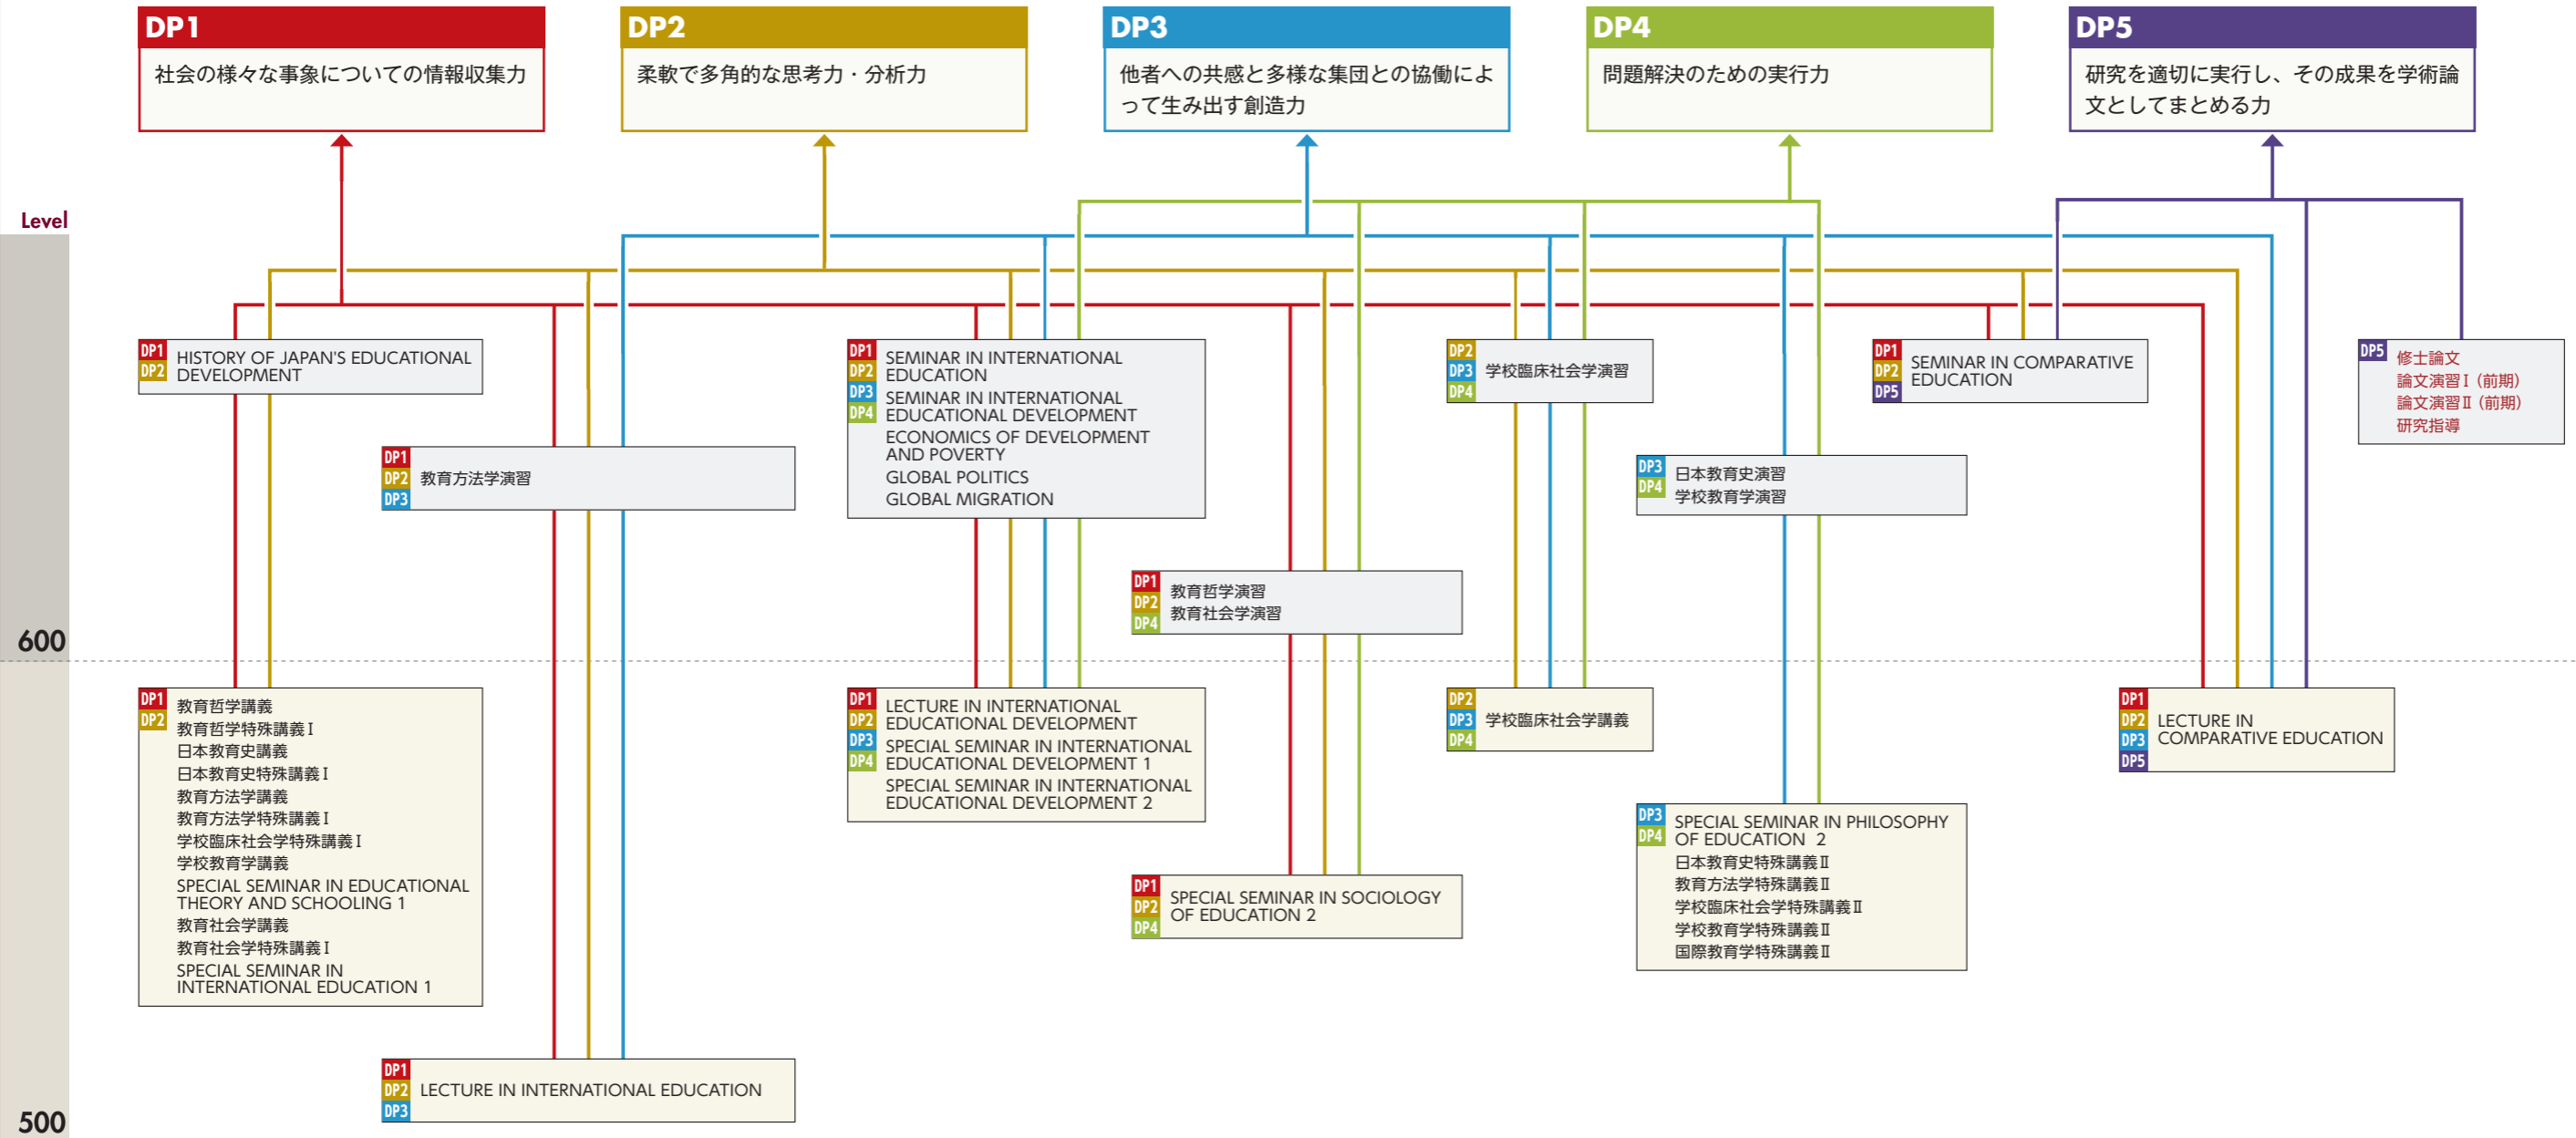 DP1
社会の様々な事象についての情報収集力
DP2
柔軟で多角的な思考力・分析力
DP3
他者への共感と多様な集団との協働によ
って生み出す創造力
DP4
問題解決のための実行力
DP5
研究を適切に実行し、その成果を学術論
文としてまとめる力
Level
600
500
DP1
DP2
HISTORY OF JAPAN'S EDUCATIONAL
DEVELOPMENT
DP1
DP2
DP3
教育方法学演習
DP1
DP2
DP3
DP4
SEMINAR IN INTERNATIONAL
EDUCATION
SEMINAR IN INTERNATIONAL
EDUCATIONAL DEVELOPMENT
ECONOMICS OF DEVELOPMENT
AND POVERTY
GLOBAL POLITICS
GLOBAL MIGRATION
DP1
DP2
DP4
教育哲学演習
教育社会学演習
DP2
DP3
DP4
学校臨床社会学演習
DP3
DP4
日本教育史演習
学校教育学演習
DP1
DP2
DP5
SEMINAR IN COMPARATIVE
EDUCATION
DP5
修士論文
論文演習Ⅰ（前期）
論文演習Ⅱ（前期）
研究指導
DP1
DP2
教育哲学講義
教育哲学特殊講義Ⅰ
日本教育史講義
日本教育史特殊講義Ⅰ
教育方法学講義
教育方法学特殊講義Ⅰ
学校臨床社会学特殊講義Ⅰ
学校教育学講義
SPECIAL SEMINAR IN EDUCATIONAL
THEORY AND SCHOOLING 1
教育社会学講義
教育社会学特殊講義Ⅰ
SPECIAL SEMINAR IN
INTERNATIONAL EDUCATION 1
DP1
DP2
DP3
LECTURE IN INTERNATIONAL EDUCATION
DP1
DP2
DP3
DP4
LECTURE IN INTERNATIONAL
EDUCATIONAL DEVELOPMENT
SPECIAL SEMINAR IN INTERNATIONAL
EDUCATIONAL DEVELOPMENT 1
SPECIAL SEMINAR IN INTERNATIONAL
EDUCATIONAL DEVELOPMENT 2
DP1
DP2
DP4
SPECIAL SEMINAR IN SOCIOLOGY
OF EDUCATION 2
DP2
DP3
DP4
学校臨床社会学講義
DP3
DP4
SPECIAL SEMINAR IN PHILOSOPHY
OF EDUCATION 2
日本教育史特殊講義Ⅱ
教育方法学特殊講義Ⅱ
学校臨床社会学特殊講義Ⅱ
学校教育学特殊講義Ⅱ
国際教育学特殊講義Ⅱ
DP1
DP2
DP3
DP5
LECTURE IN
COMPARATIVE EDUCATION